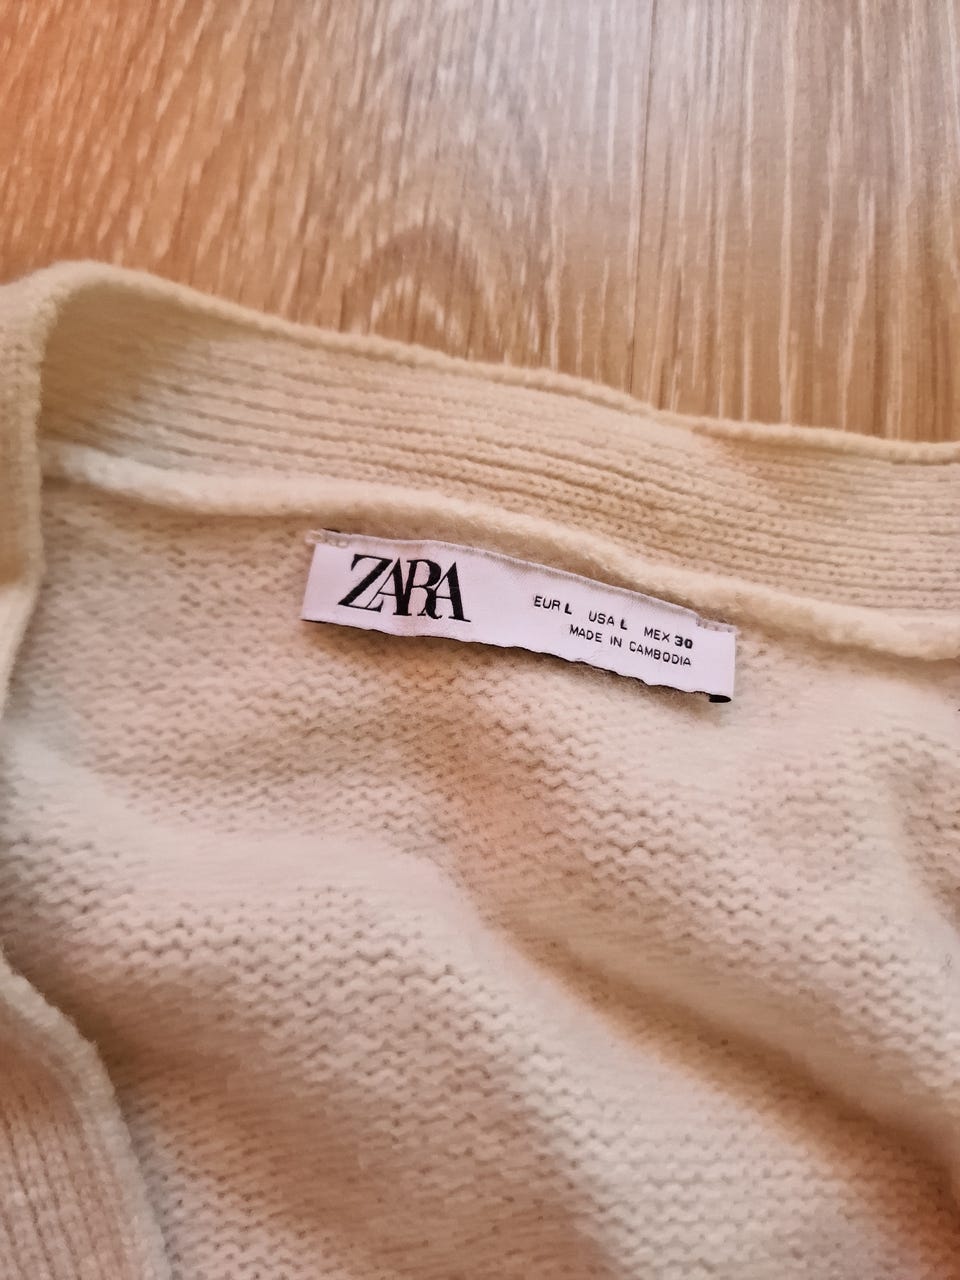 ZARA
EUR L USA L MEX 30
MADE IN CAMBODIA